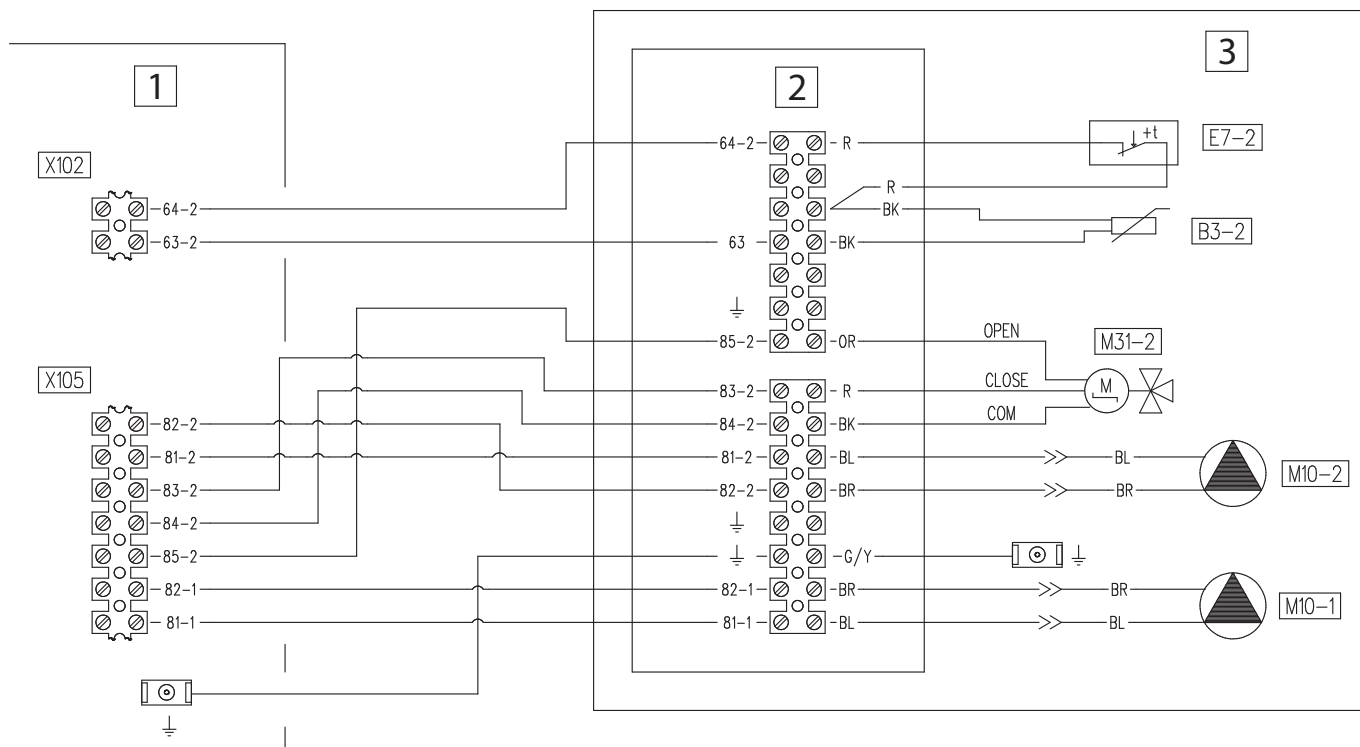 1
2
3
X102
64-2
63-2
X105
82-2
81-2
83-2
84-2
85-2
82-1
81-1
64-2
63
85-2
83-2
84-2
81-2
82-2
82-1
81-1
R
R
BK
BK
OR
R
BK
BL
BR
G/Y
BR
BL
OPEN
CLOSE
COM
BL
BR
BR
BL
+t
E7-2
B3-2
M
M31-2
M10-2
M10-1